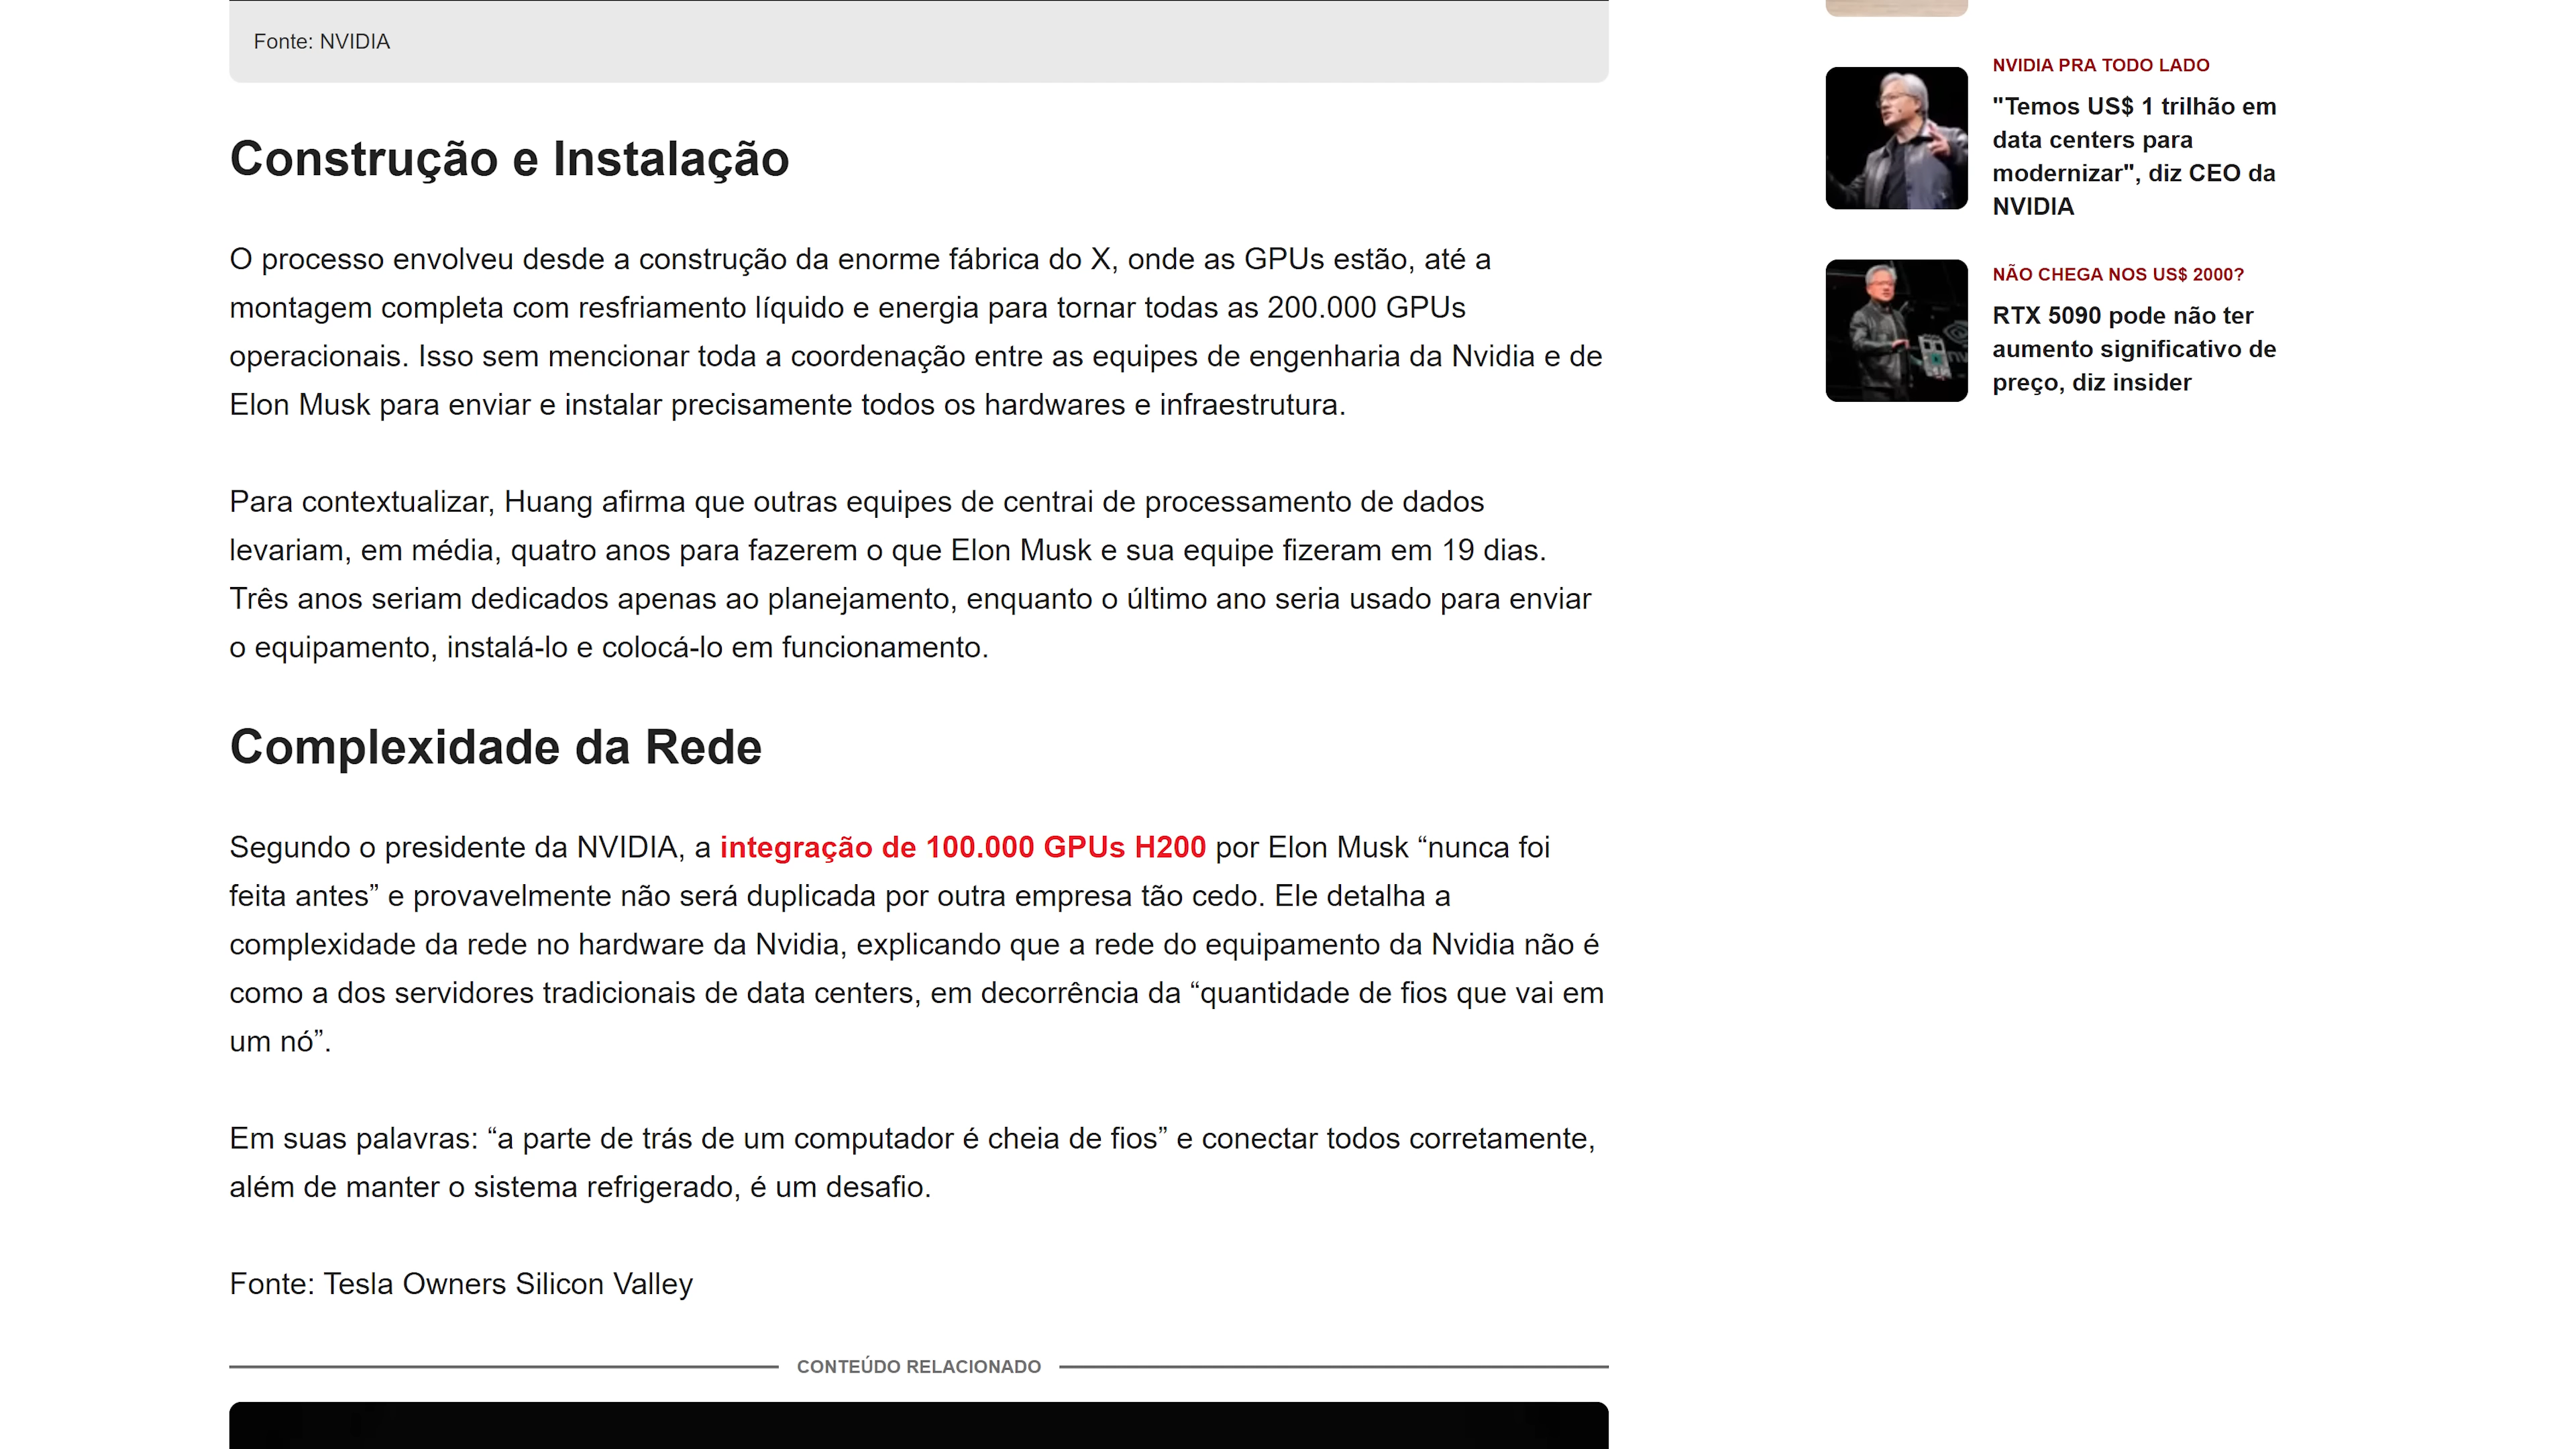 Fonte: NVIDIA
Construção e Instalação
O processo envolveu desde a construção da enorme fábrica do X, onde as GPUs estão, até a
montagem completa com resfriamento líquido e energia para tornar todas as 200.000 GPUs
operacionais. Isso sem mencionar toda a coordenação entre as equipes de engenharia da Nvidia e de
Elon Musk para enviar e instalar precisamente todos os hardwares e infraestrutura.
Para contextualizar, Huang afirma que outras equipes de centrai de processamento de dados
levariam, em média, quatro anos para fazerem o que Elon Musk e sua equipe fizeram em 19 dias.
Três anos seriam dedicados apenas ao planejamento, enquanto o último ano seria usado para enviar
o equipamento, instalá-lo e colocá-lo em funcionamento.
Complexidade da Rede
Segundo o presidente da NVIDIA, a integração de 100.000 GPUs H200 por Elon Musk “nunca foi
feita antes” e provavelmente não será duplicada por outra empresa tão cedo. Ele detalha a
complexidade da rede no hardware da Nvidia, explicando que a rede do equipamento da Nvidia não é
como a dos servidores tradicionais de data centers, em decorrência da “quantidade de fios que vai em
um nó”.
Em suas palavras: “a parte de trás de um computador é cheia de fios” e conectar todos corretamente,
além de manter o sistema refrigerado, é um desafio.
Fonte: Tesla Owners Silicon Valley
CONTEÚDO RELACIONADO
NVIDIA PRA TODO LADO
"Temos US$ 1 trilhão em
data centers para
modernizar", diz CEO da
NVIDIA
NÃO CHEGA NOS US$ 2000?
RTX 5090 pode não ter
aumento significativo de
preço, diz insider